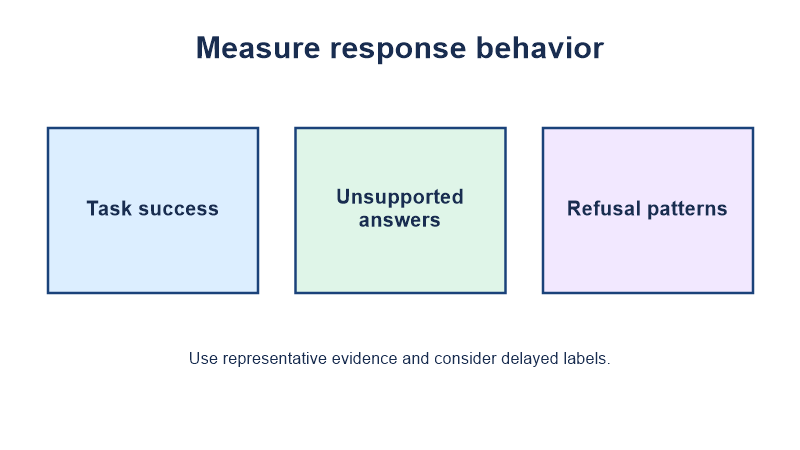 Measure response behavior
Task success
Unsupported
answers
Refusal patterns
Use representative evidence and consider delayed labels.